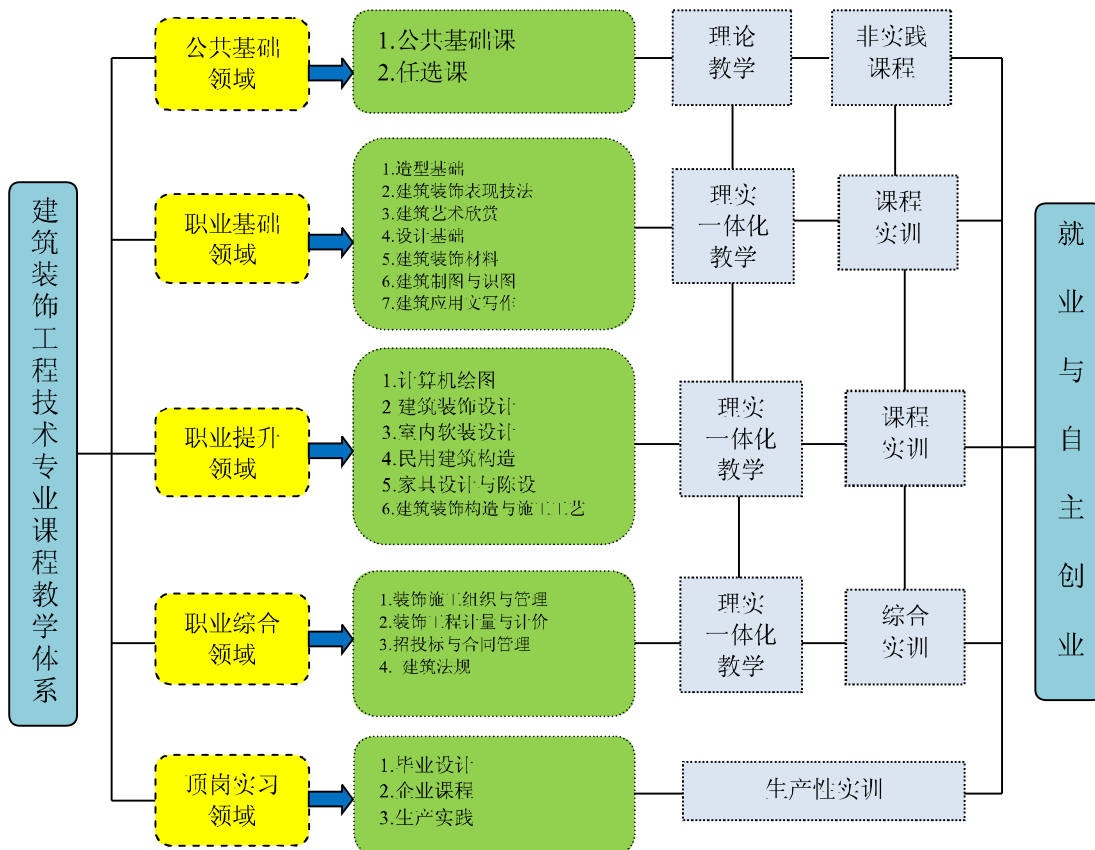 建筑装饰工程技术专业课程教学体系
公共基础
领域
1.公共基础课
2.任选课
理论
教学
非实践
课程
职业基础
领域
1.造型基础
2.建筑装饰表现技法
3.建筑艺术欣赏
4.设计基础
5.建筑装饰材料
6.建筑制图与识图
7.建筑应用文写作
理实
一体化
教学
课程
实训
职业提升
领域
1.计算机绘图
2 建筑装饰设计
3.室内软装设计
4.民用建筑构造
5.家具设计与陈设
6.建筑装饰构造与施工工艺
理实
一体化
教学
课程
实训
职业综合
领域
1.装饰施工组织与管理
2.装饰工程计量与计价
3.招投标与合同管理
4. 建筑法规
理实
一体化
教学
综合
实训
顶岗实习
领域
1.毕业设计
2.企业课程
3.生产实践
生产性实训
就业与自主创业